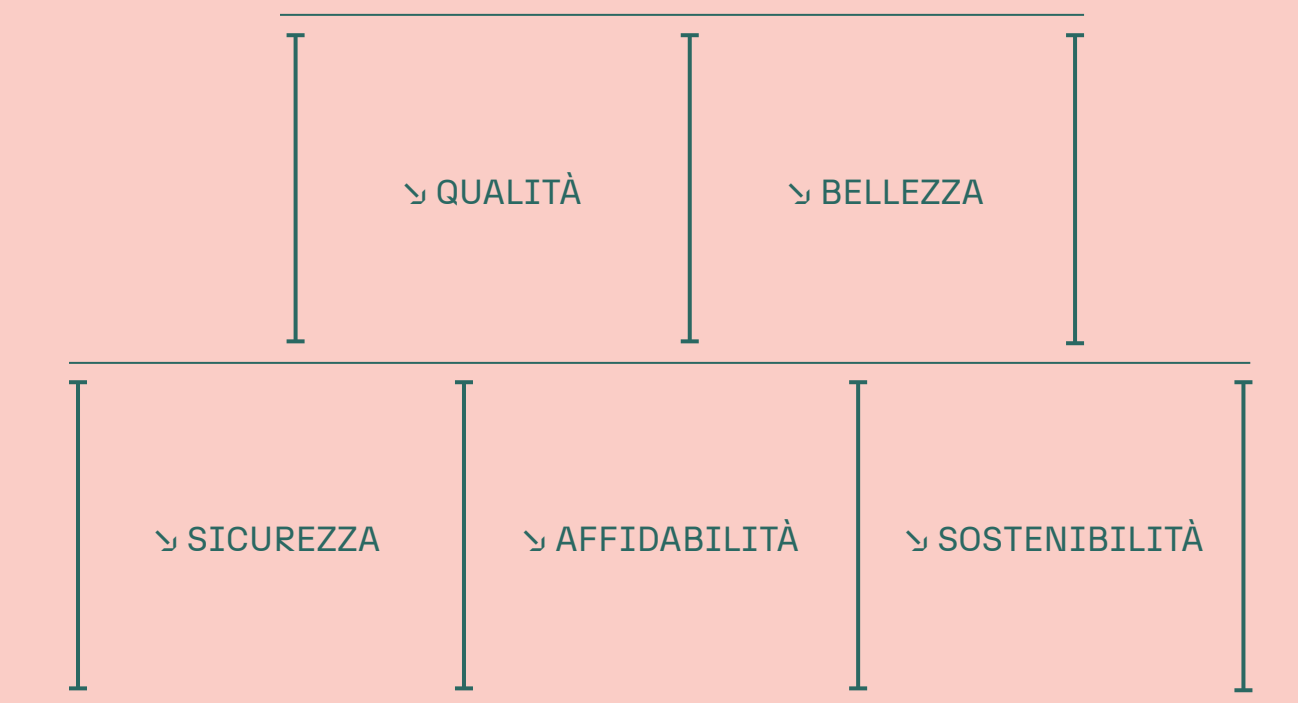 ↘ QUALITÀ
↘ BELLEZZA
↘ SICUREZZA
↘ AFFIDABILITÀ
↘ SOSTENIBILITÀ